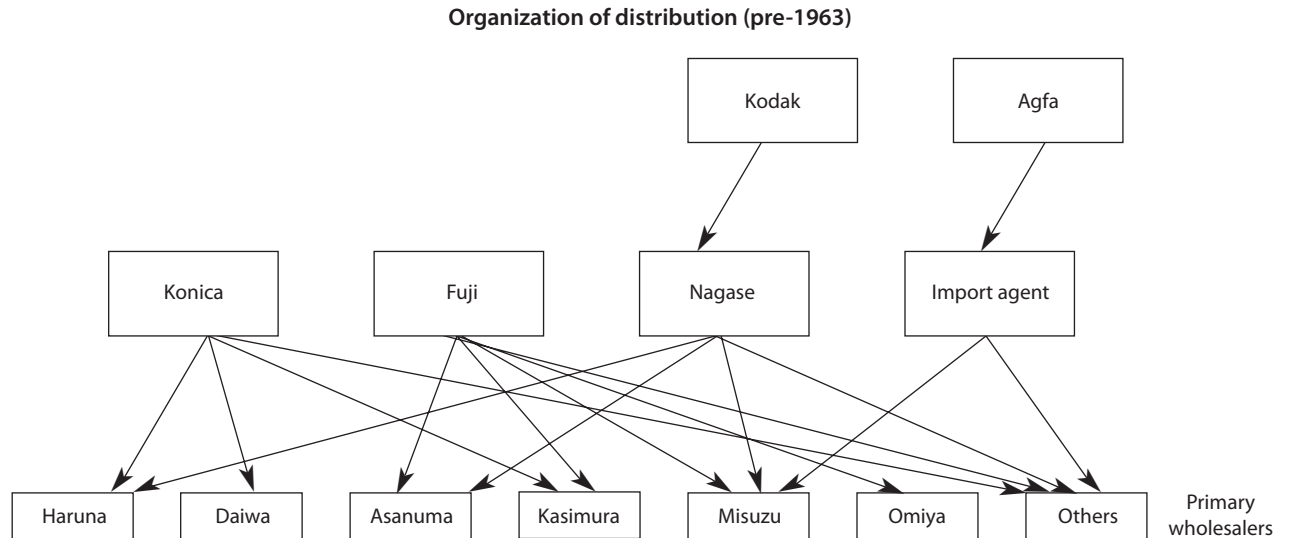 Organization of distribution (pre-1963)
Kodak
Agfa
Konica
Fuji
Nagase
Import agent
Haruna
Daiwa
Asanuma
Kasimura
Misuzu
Omiya
Others
Primary
wholesalers